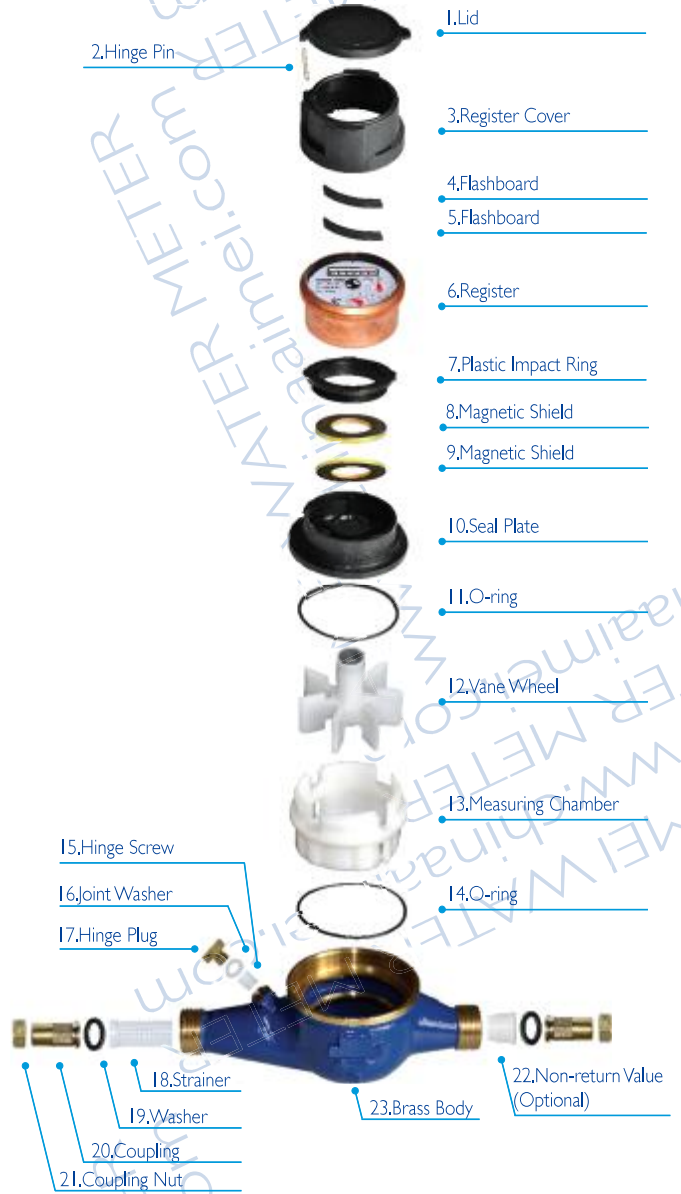 1.Lid
2.Hinge Pin
3.Register Cover
4.Flashboard
5.Flashboard
6.Register
7.Plastic Impact Ring
8.Magnetic Shield
9.Magnetic Shield
10.Seal Plate
11.O-ring
12.Vane Wheel
13.Measuring Chamber
15.Hinge Screw
16.Joint Washer
14.O-ring
17.Hinge Plug
18.Strainer
22.Non-return Value
(Optional)
19.Washer
23.Brass Body
20.Coupling
21.Coupling Nut